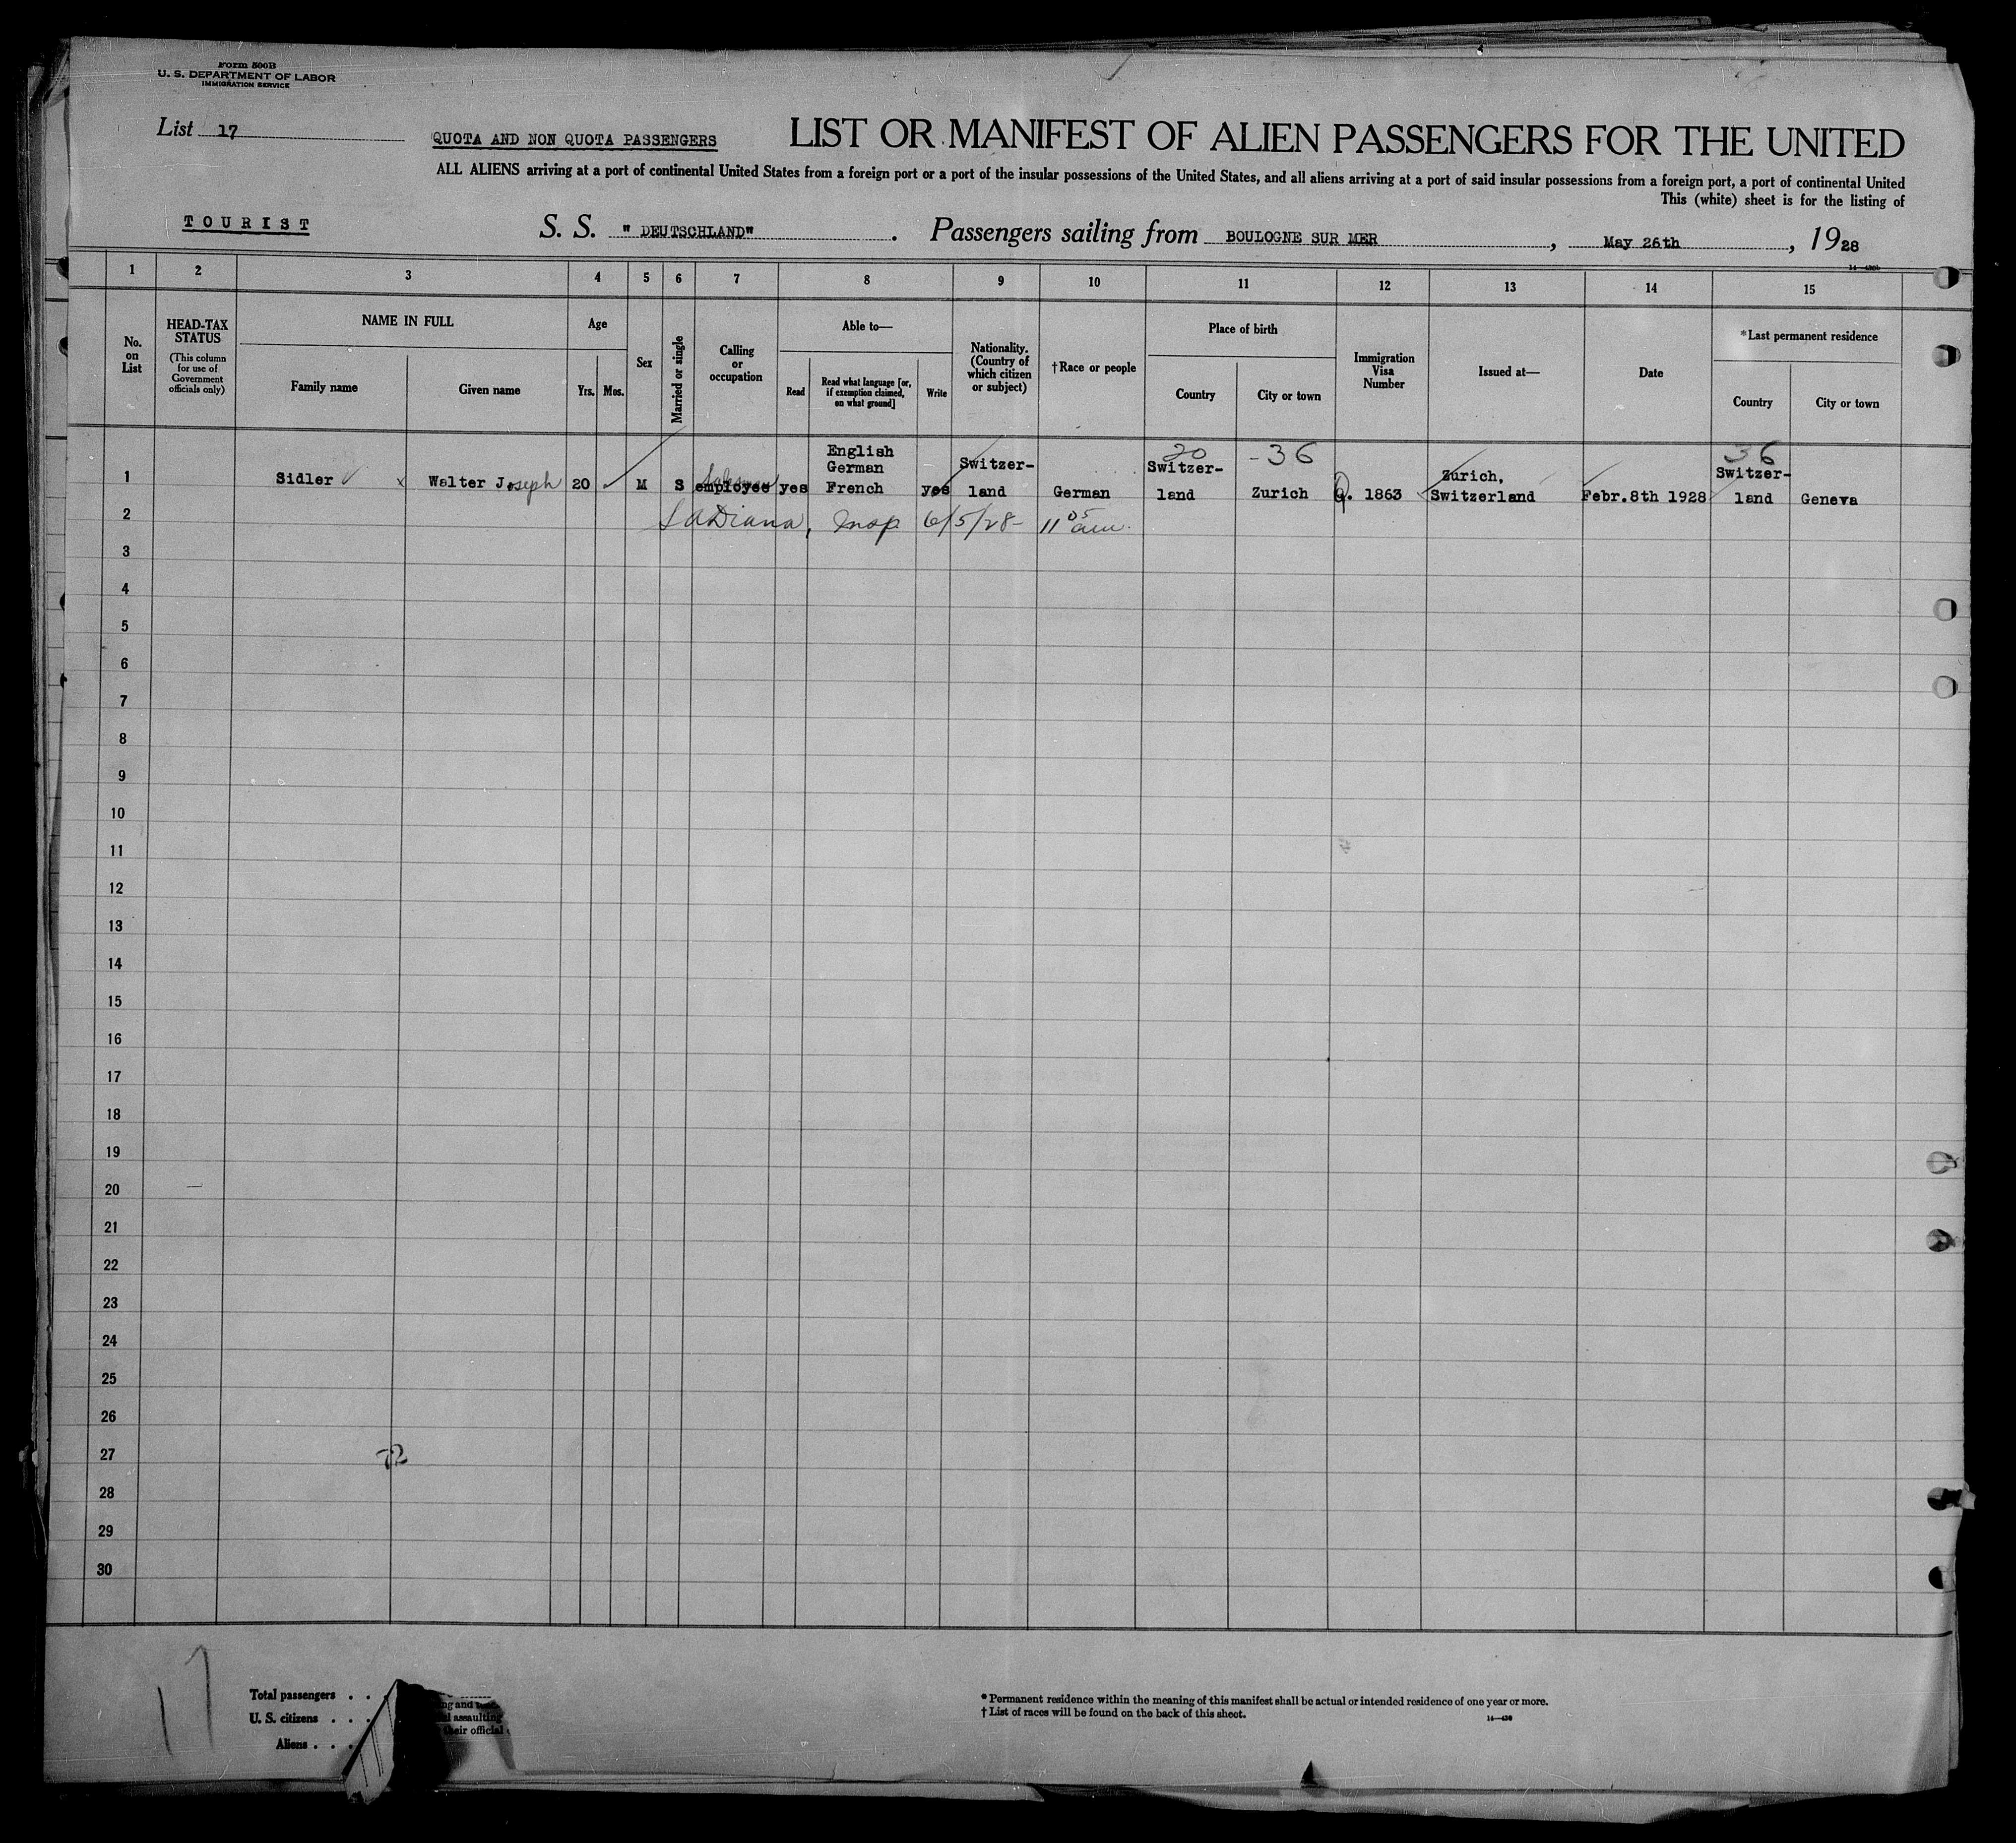 Form 500B
U. S. DEPARTMENT OF LABOR
IMMIGRATION SERVICE
List 17
QUOTA AND NON QUOTA PASSENGERS
LIST OR MANIFEST OF ALIEN PASSENGERS FOR THE UNITED
ALL ALIENS arriving at a port of continental United States from a foreign port or a port of the insular possessions of the United States, and all aliens arriving at a port of said insular possessions from a foreign port, a port of continental United
This (white) sheet is for the listing of
TOURIST
S. S. " DEUTSCHLAND" . Passengers sailing from BOULOGNE SUR MER , May 26th , 1928
1 2 3 4 5 6 7 8 9 10 11 12 13 14 15
No. on List
HEAD-TAX STATUS
(This column for use of Government officials only)
NAME IN FULL
Family name
Given name
Age
Yrs. Mos.
Sex
Married or single
Calling or occupation
Able to—
Read
Read what language [or, if exemption claimed, on what ground]
Write
Nationality. (Country of which citizen or subject)
†Race or people
Place of birth
Country
City or town
Immigration Visa Number
Issued at—
Date
*Last permanent residence
Country
City or town
20 -36 36
1 Sidler Walter Joseph 20 M S employee yes English German French yes Switzer-land German Switzer-land Zurich Q. 1863 Zurich, Switzerland Febr.8th 1928 Switzer-land Geneva
Salesman
2 LaDiana, Insp 6/5/28- 11 05 am.
3
4
5
6
7
8
9
10
11
12
13
14
15
16
17
18
19
20
21
22
23
24
25
26
27
28
29
30
17
Total passengers . . .
U. S. citizens . . .
Aliens . . .
assaulting
their official
* Permanent residence within the meaning of this manifest shall be actual or intended residence of one year or more.
† List of races will be found on the back of this sheet.